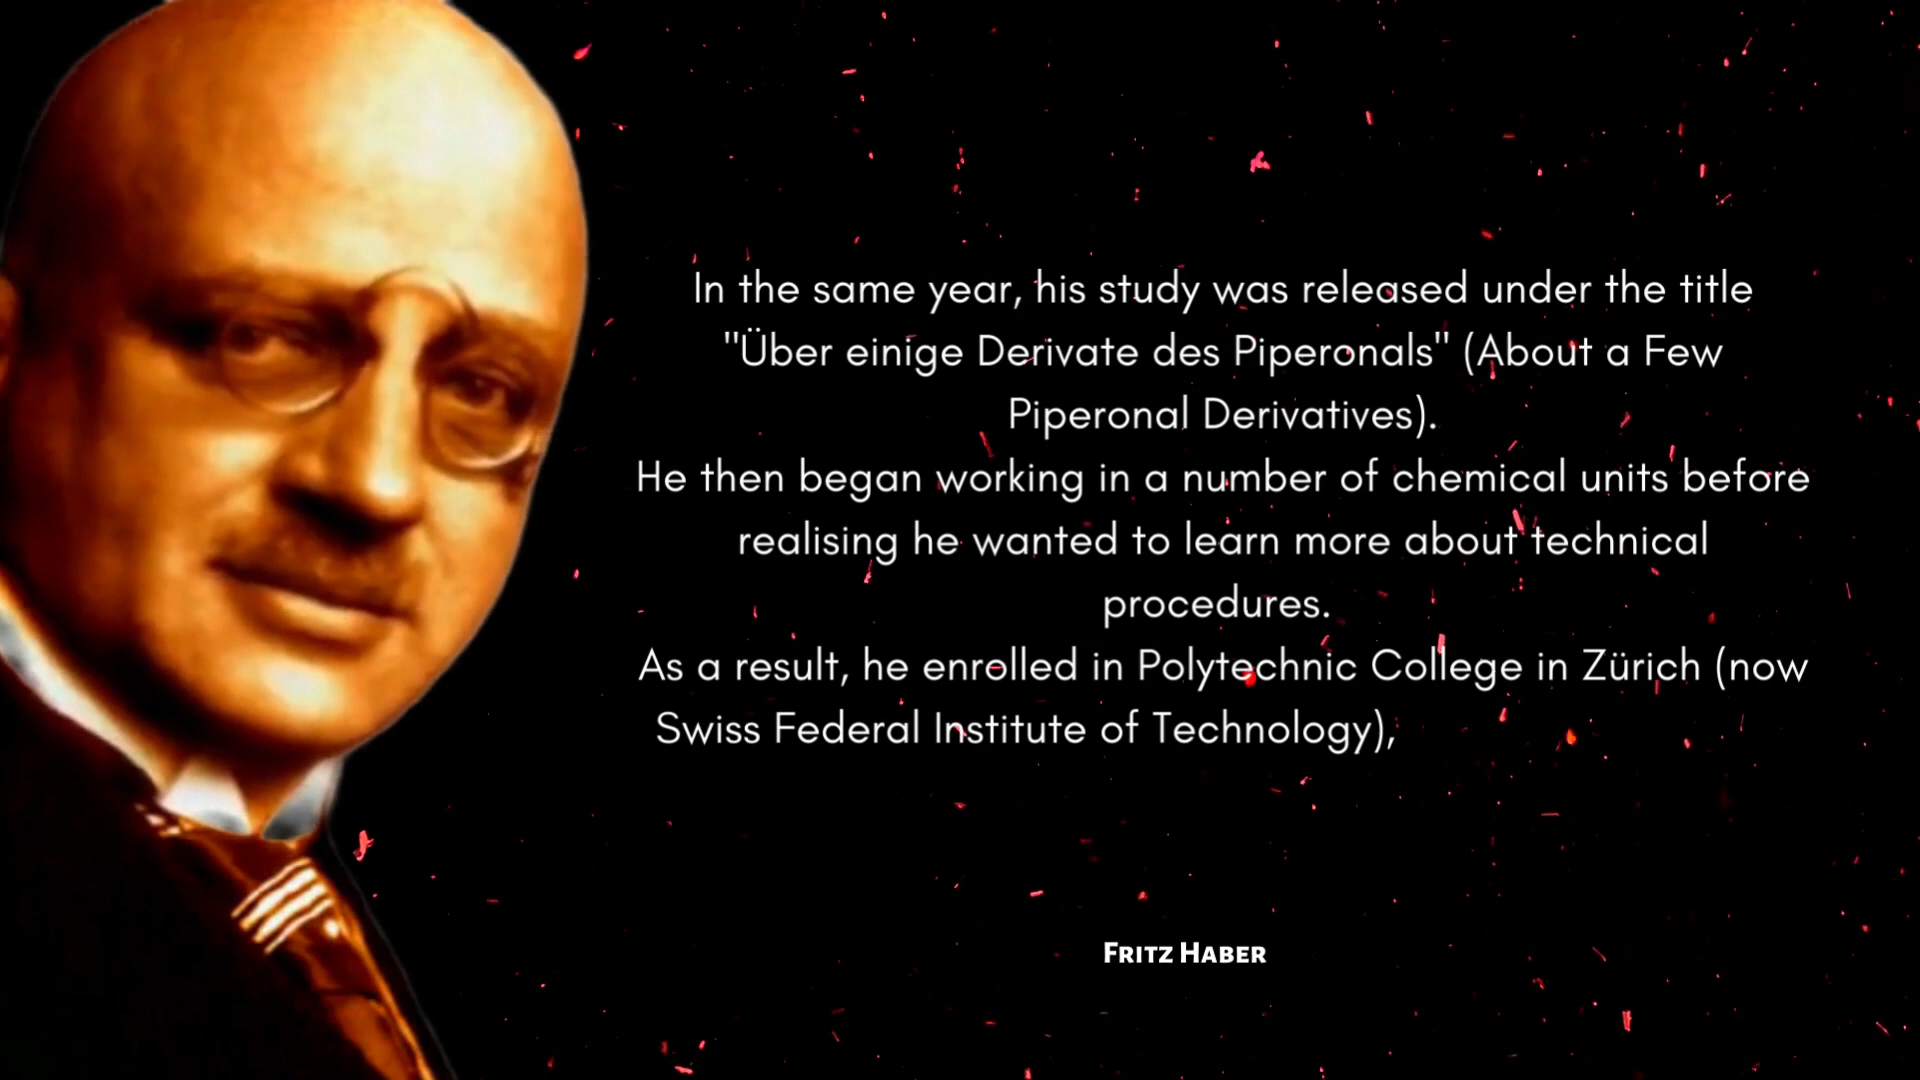 In the same year, his study was released under the title
"Über einige Derivate des Piperonals" (About a Few
Piperonal Derivatives).
He then began working in a number of chemical units before
realising he wanted to learn more about technical
procedures.
As a result, he enrolled in Polytechnic College in Zürich (now
Swiss Federal Institute of Technology),
Fritz Haber